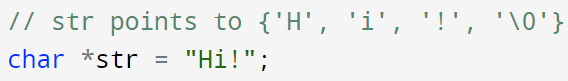 // str points to {'H', 'i', '!', '\0'}
char *str = "Hi!";